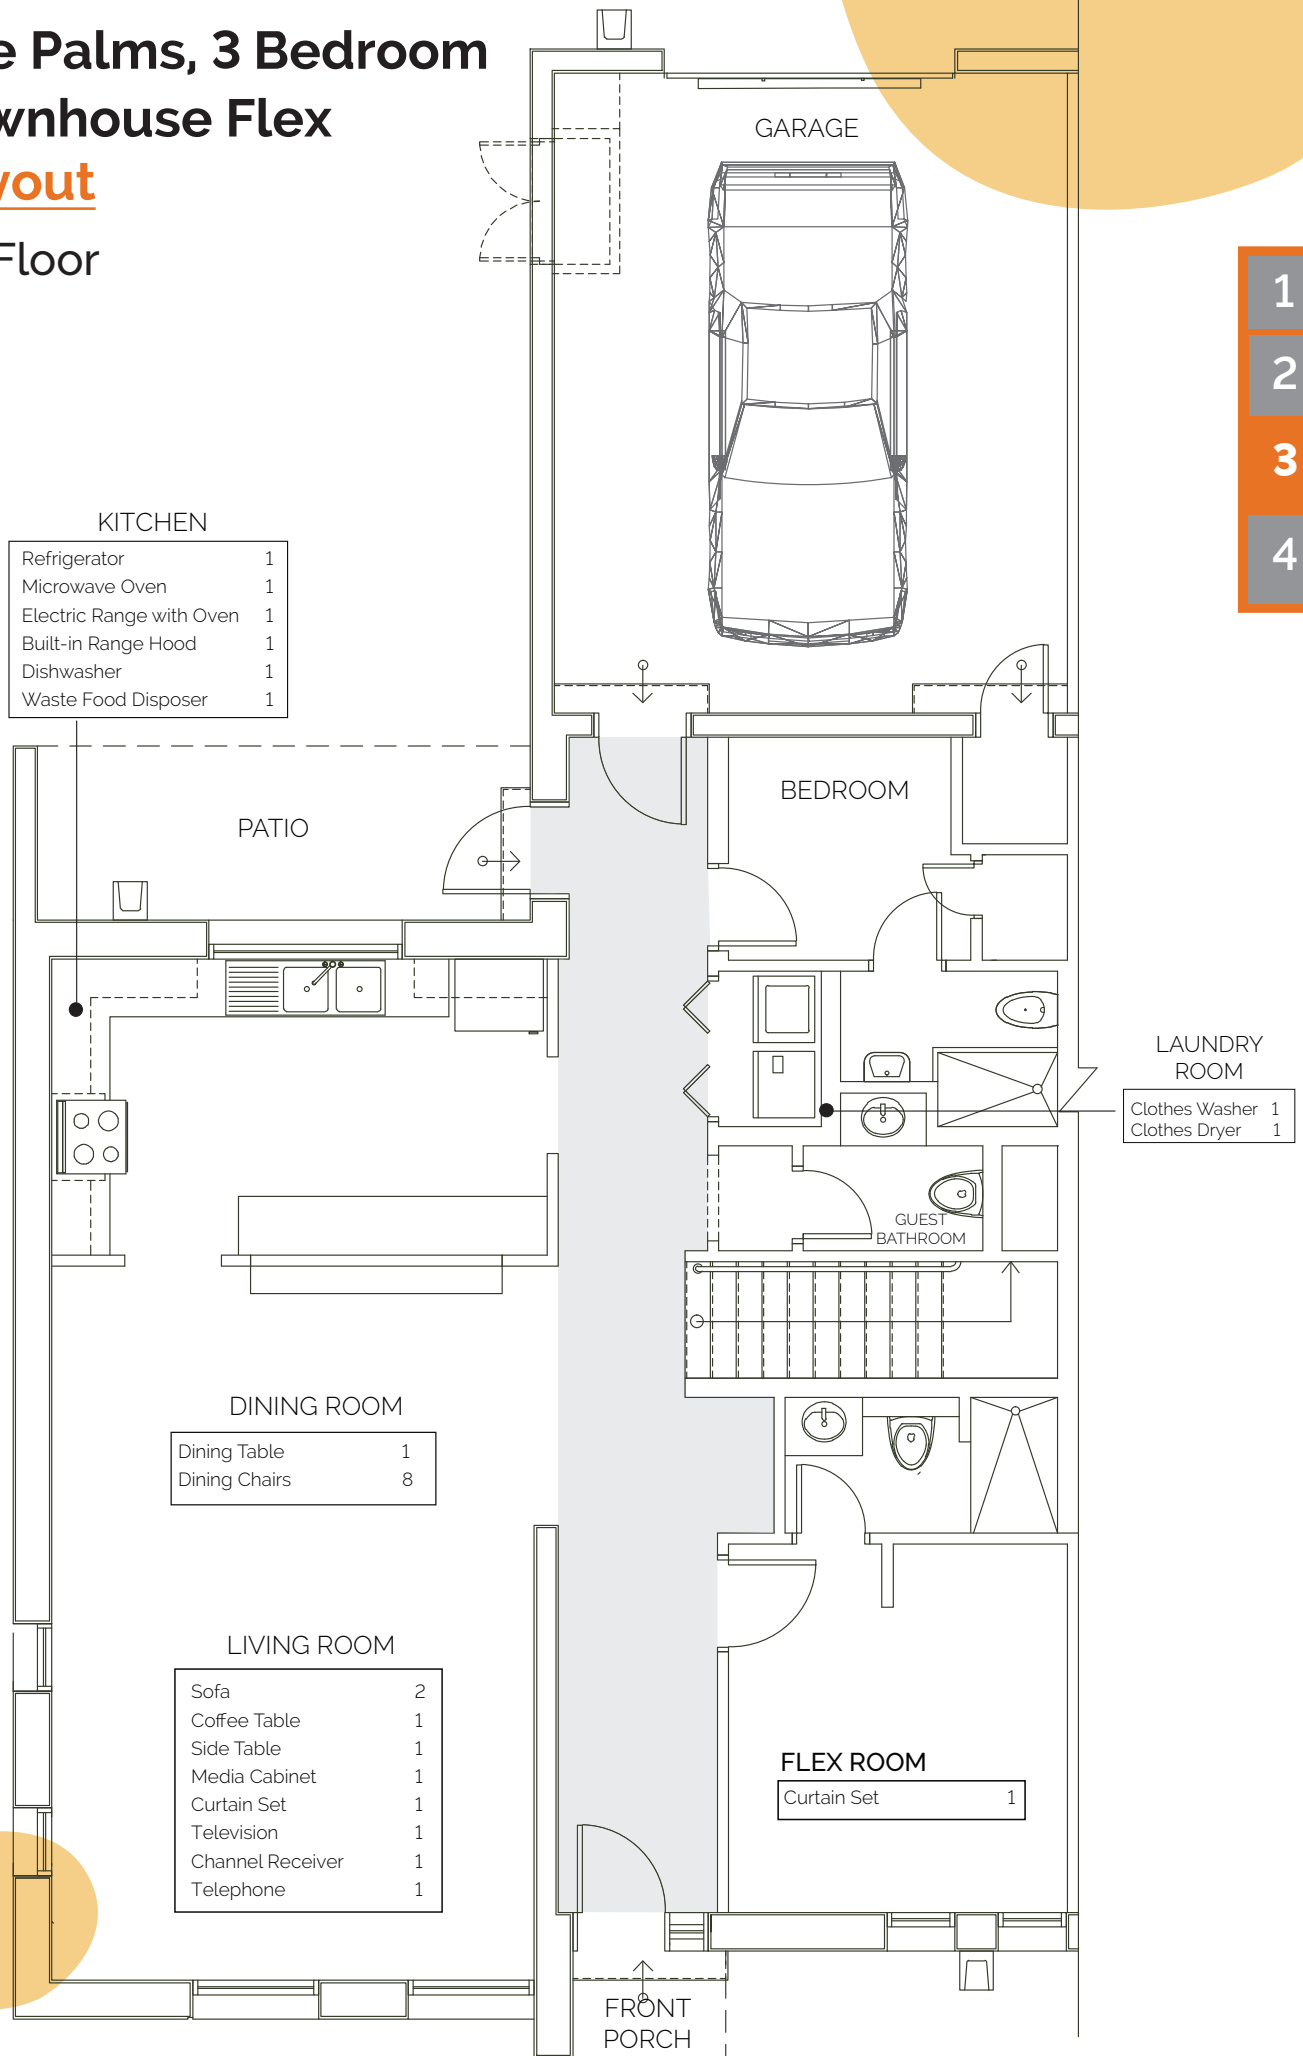 e Palms, 3 Bedroom
wnhouse Flex
yout
Floor
GARAGE
1
2
3
4
KITCHEN
Refrigerator 1
Microwave Oven 1
Electric Range with Oven 1
Built-in Range Hood 1
Dishwasher 1
Waste Food Disposer 1
BEDROOM
PATIO
LAUNDRY
ROOM
Clothes Washer 1
Clothes Dryer 1
GUEST
BATHROOM
DINING ROOM
Dining Table 1
Dining Chairs 8
LIVING ROOM
Sofa 2
Coffee Table 1
Side Table 1
Media Cabinet 1
Curtain Set 1
Television 1
Channel Receiver 1
Telephone 1
FLEX ROOM
Curtain Set 1
FRONT
PORCH